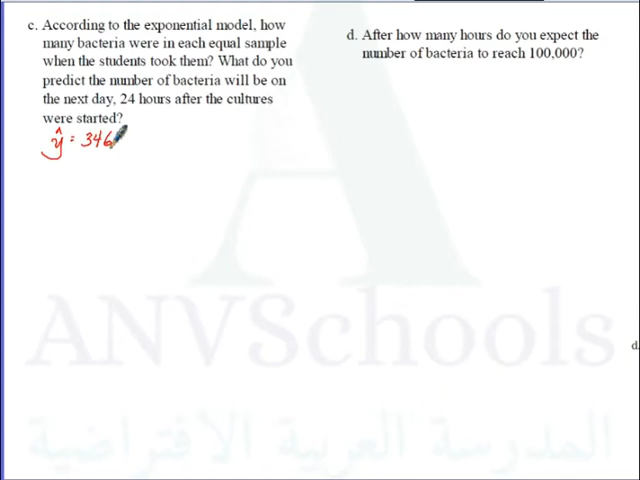 c. According to the exponential model, how
many bacteria were in each equal sample
when the students took them? What do you
predict the number of bacteria will be on
the next day, 24 hours after the cultures
were started?
ŷ = 346
d. After how many hours do you expect the
number of bacteria to reach 100,000?
d.
ANVSchools
المدرسة العربية الافتراضية